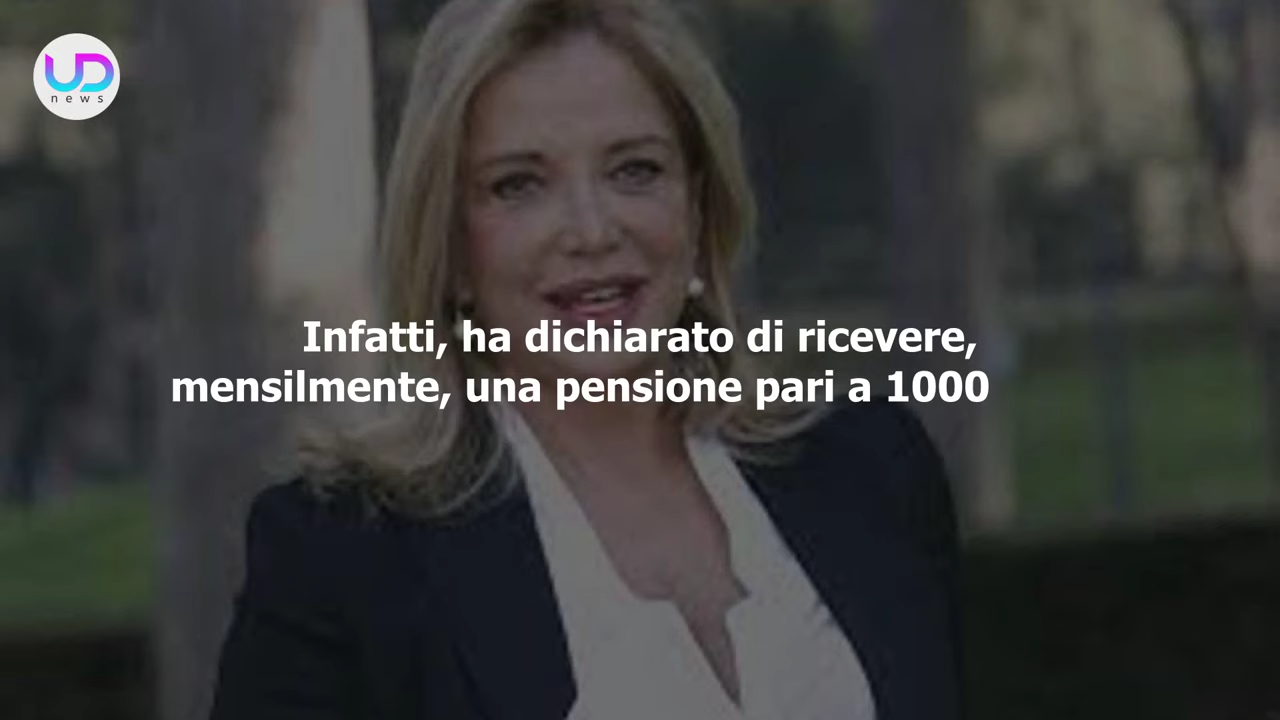 UD
news
Infatti, ha dichiarato di ricevere,
mensilmente, una pensione pari a 1000